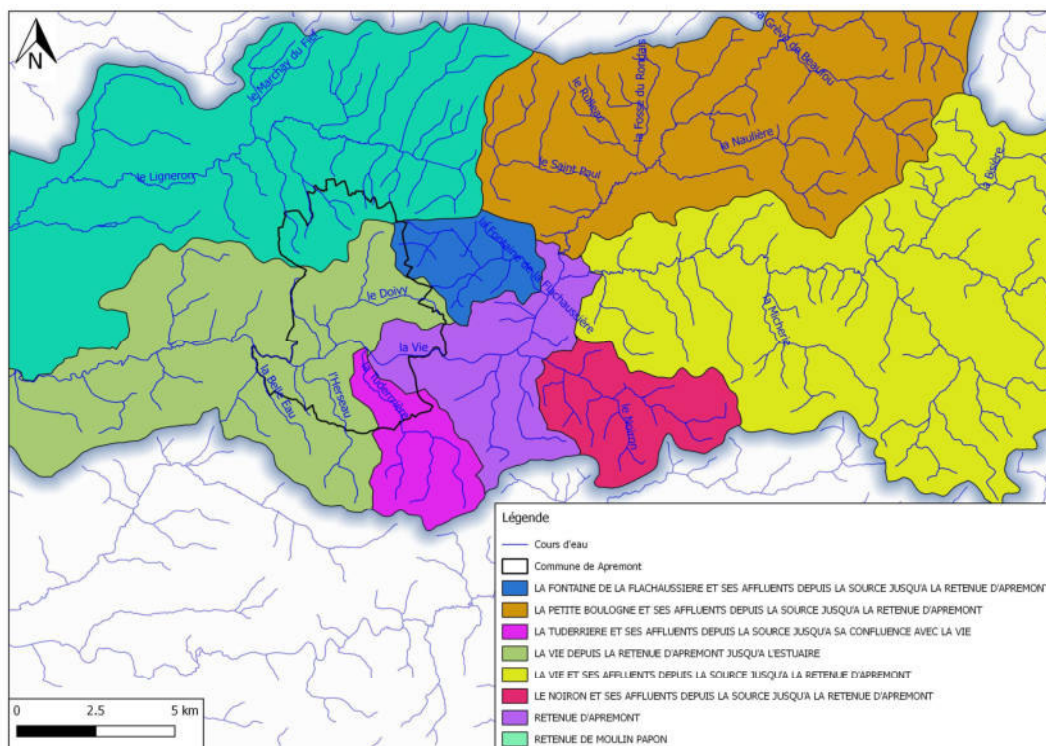 N
le Marchay du Fief
la Grève de Beaufou
le Rulleau
la Fosse du Rondais
la Naulière
le Saint Paul
la Boère
le Ligneron
la Fontaine de la Flachaussière
le Doivy
la Micherie
la Vie
la Tuderrière
la Belle Eau
l'Herseau
le Noiron
Légende
Cours d'eau
Commune de Apremont
LA FONTAINE DE LA FLACHAUSSIERE ET SES AFFLUENTS DEPUIS LA SOURCE JUSQU'A LA RETENUE D'APREMONT
LA PETITE BOULOGNE ET SES AFFLUENTS DEPUIS LA SOURCE JUSQU'A LA RETENUE D'APREMONT
LA TUDERRIERE ET SES AFFLUENTS DEPUIS LA SOURCE JUSQU'A SA CONFLUENCE AVEC LA VIE
LA VIE DEPUIS LA RETENUE D'APREMONT JUSQU'A L'ESTUAIRE
LA VIE ET SES AFFLUENTS DEPUIS LA SOURCE JUSQU'A LA RETENUE D'APREMONT
LE NOIRON ET SES AFFLUENTS DEPUIS LA SOURCE JUSQU'A LA RETENUE D'APREMONT
RETENUE D'APREMONT
RETENUE DE MOULIN PAPON
0 2.5 5 km